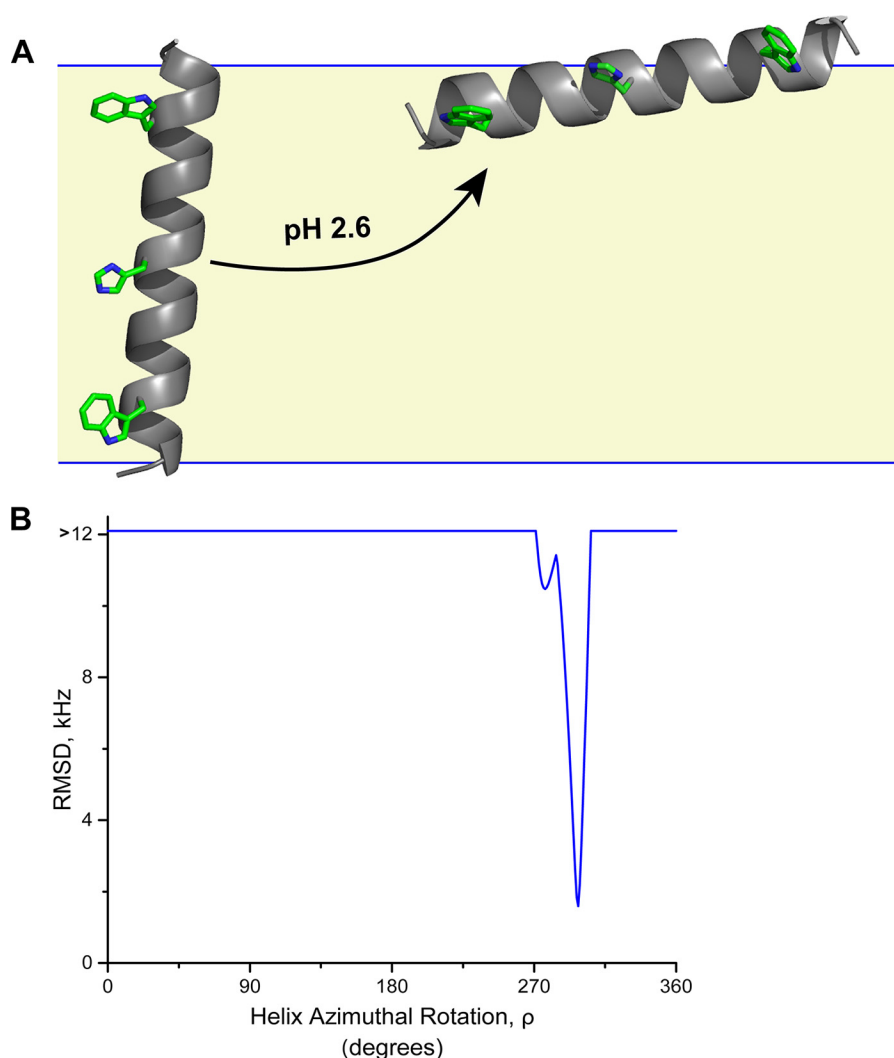 A
pH 2.6
B
>12
8
4
0
RMSD, kHz
0 90 180 270 360
Helix Azimuthal Rotation, ρ
(degrees)